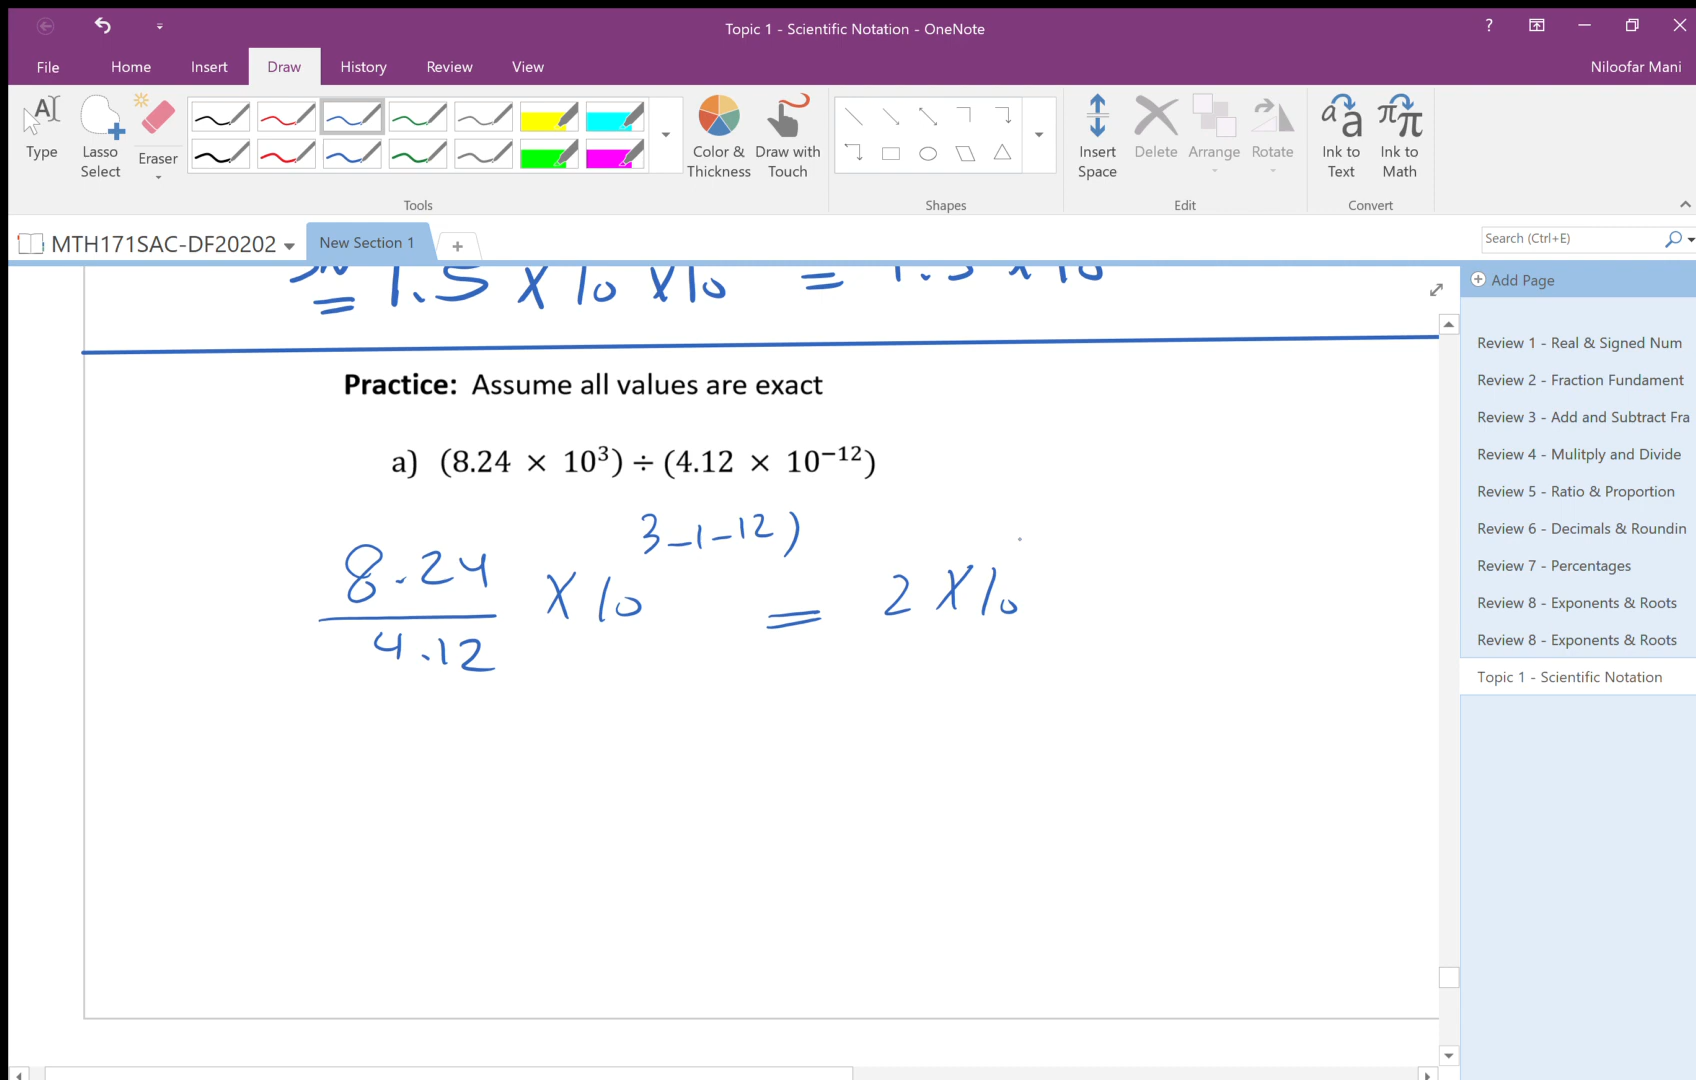 Topic 1 - Scientific Notation - OneNote
?
File Home Insert Draw History Review View Niloofar Mani
Type
Lasso Select
Eraser
Color & Thickness
Draw with Touch
Insert Space
Delete
Arrange
Rotate
Ink to Text
Ink to Math
Tools Shapes Edit Convert
MTH171SAC-DF20202 New Section 1 + Search (Ctrl+E)
Add Page
= 1.5 X 10 X 10 = 1.5 x 10
Practice: Assume all values are exact
a) (8.24 × 10³) ÷ (4.12 × 10⁻¹²)
3-(-12)
8.24
X 10 = 2 X 10
4.12
Review 1 - Real & Signed Num
Review 2 - Fraction Fundament
Review 3 - Add and Subtract Fra
Review 4 - Mulitply and Divide
Review 5 - Ratio & Proportion
Review 6 - Decimals & Roundin
Review 7 - Percentages
Review 8 - Exponents & Roots
Review 8 - Exponents & Roots
Topic 1 - Scientific Notation